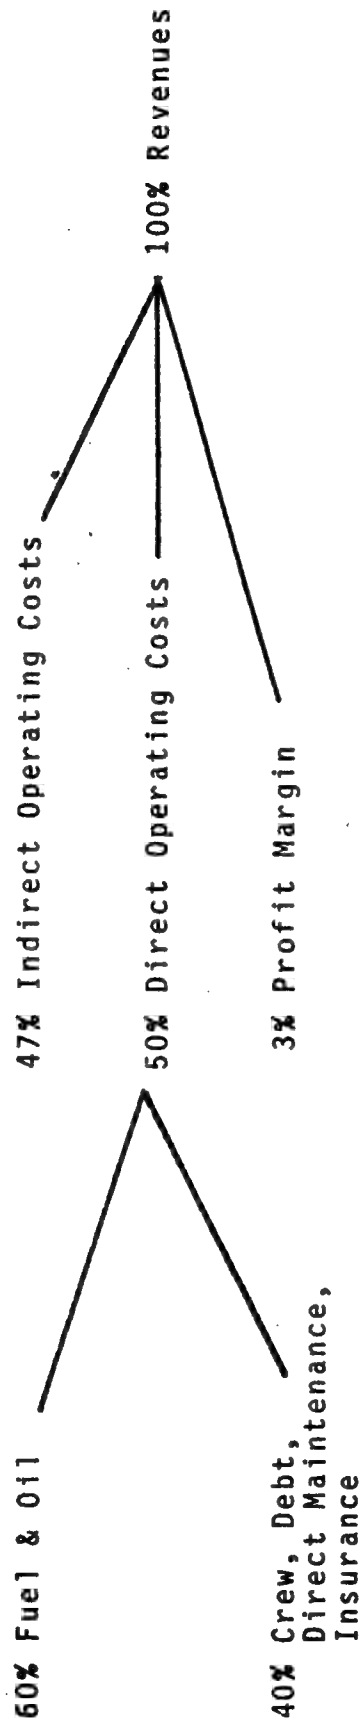 60% Fuel & Oil
40% Crew, Debt,
Direct Maintenance,
Insurance
47% Indirect Operating Costs
50% Direct Operating Costs
3% Profit Margin
100% Revenues